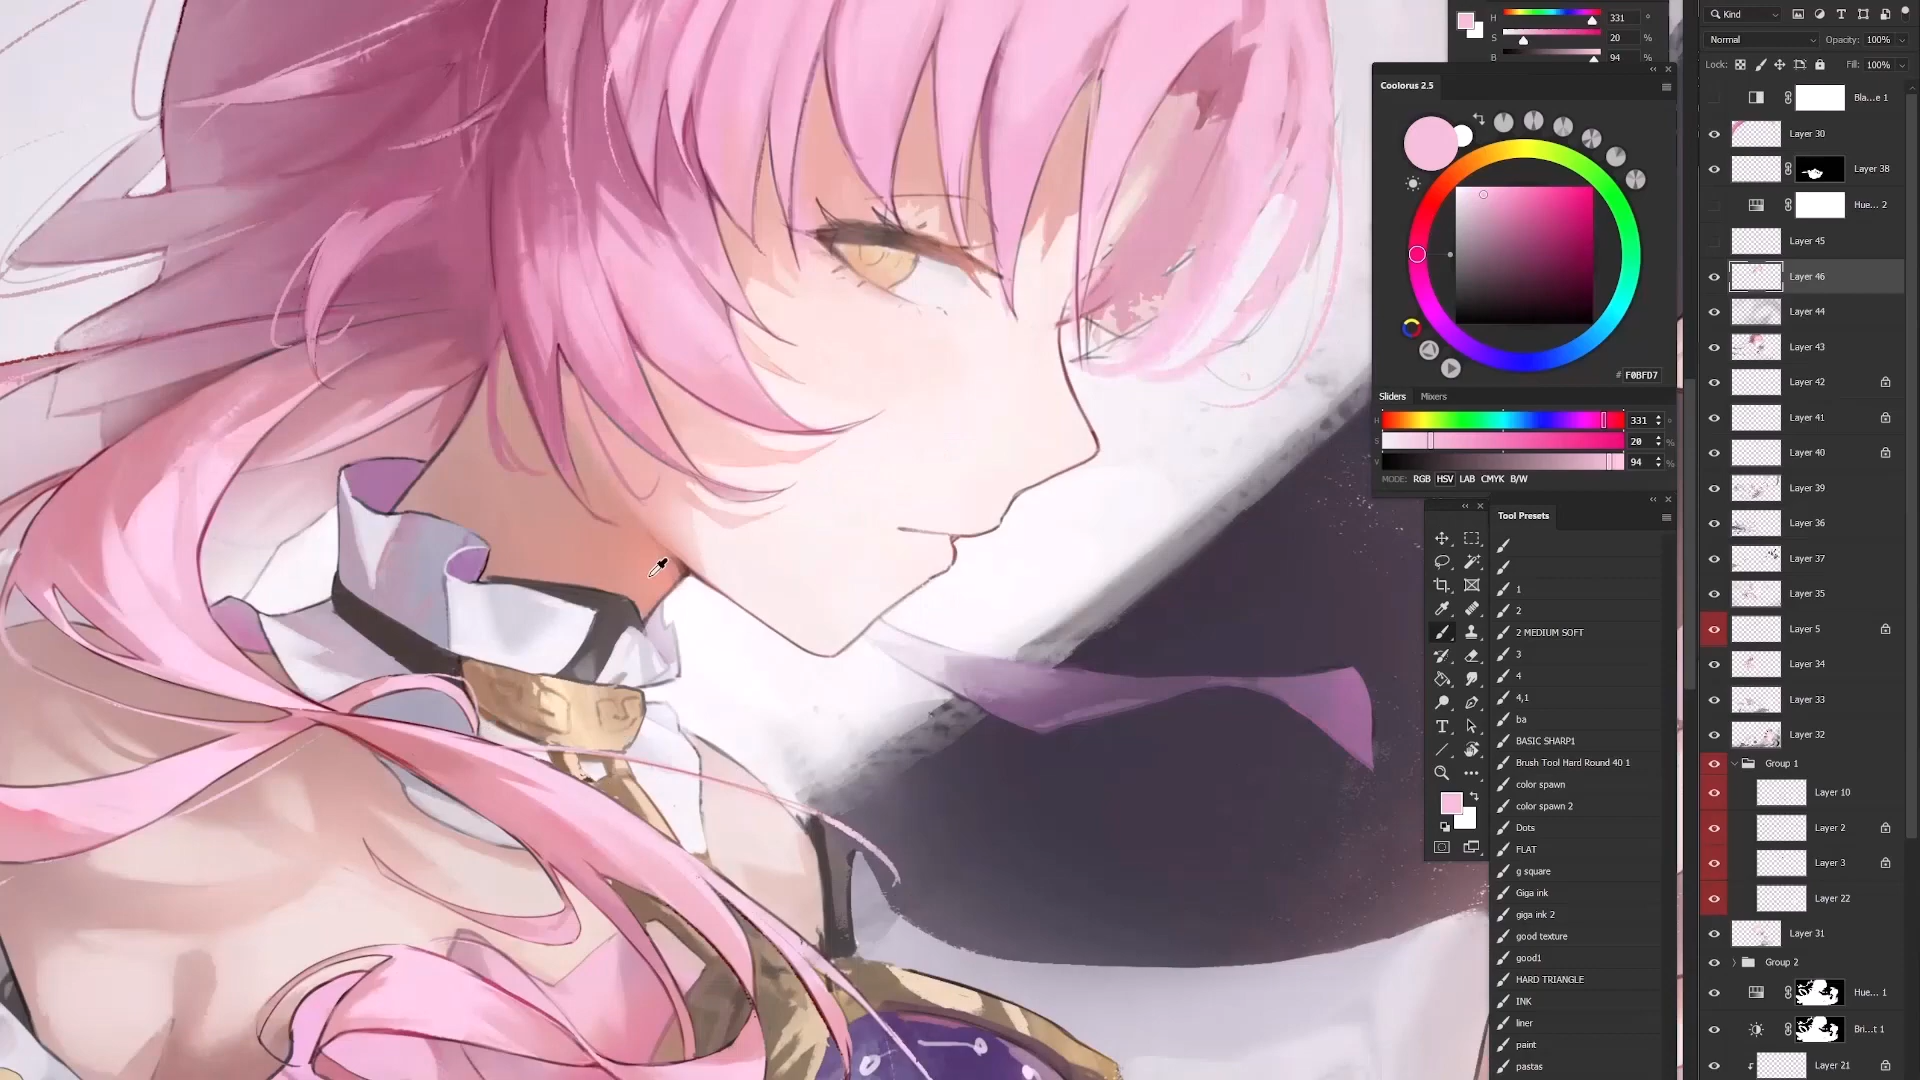 H 331 °
S 20 %
B 94 %
Coolorus 2.5
# F0BFD7
Sliders Mixers
H 331 °
S 20 %
V 94 %
MODE: RGB HSV LAB CMYK B/W
Tool Presets
1
2
2 MEDIUM SOFT
3
4
4,1
ba
BASIC SHARP1
Brush Tool Hard Round 40 1
color spawn
color spawn 2
Dots
FLAT
g square
Giga ink
giga ink 2
good texture
good1
HARD TRIANGLE
INK
liner
paint
pastas
Kind
Normal Opacity: 100%
Lock: Fill: 100%
Bla...e 1
Layer 30
Layer 38
Hue... 2
Layer 45
Layer 46
Layer 44
Layer 43
Layer 42
Layer 41
Layer 40
Layer 39
Layer 36
Layer 37
Layer 35
Layer 5
Layer 34
Layer 33
Layer 32
Group 1
Layer 10
Layer 2
Layer 3
Layer 22
Layer 31
Group 2
Hue... 1
Bri...t 1
Layer 21